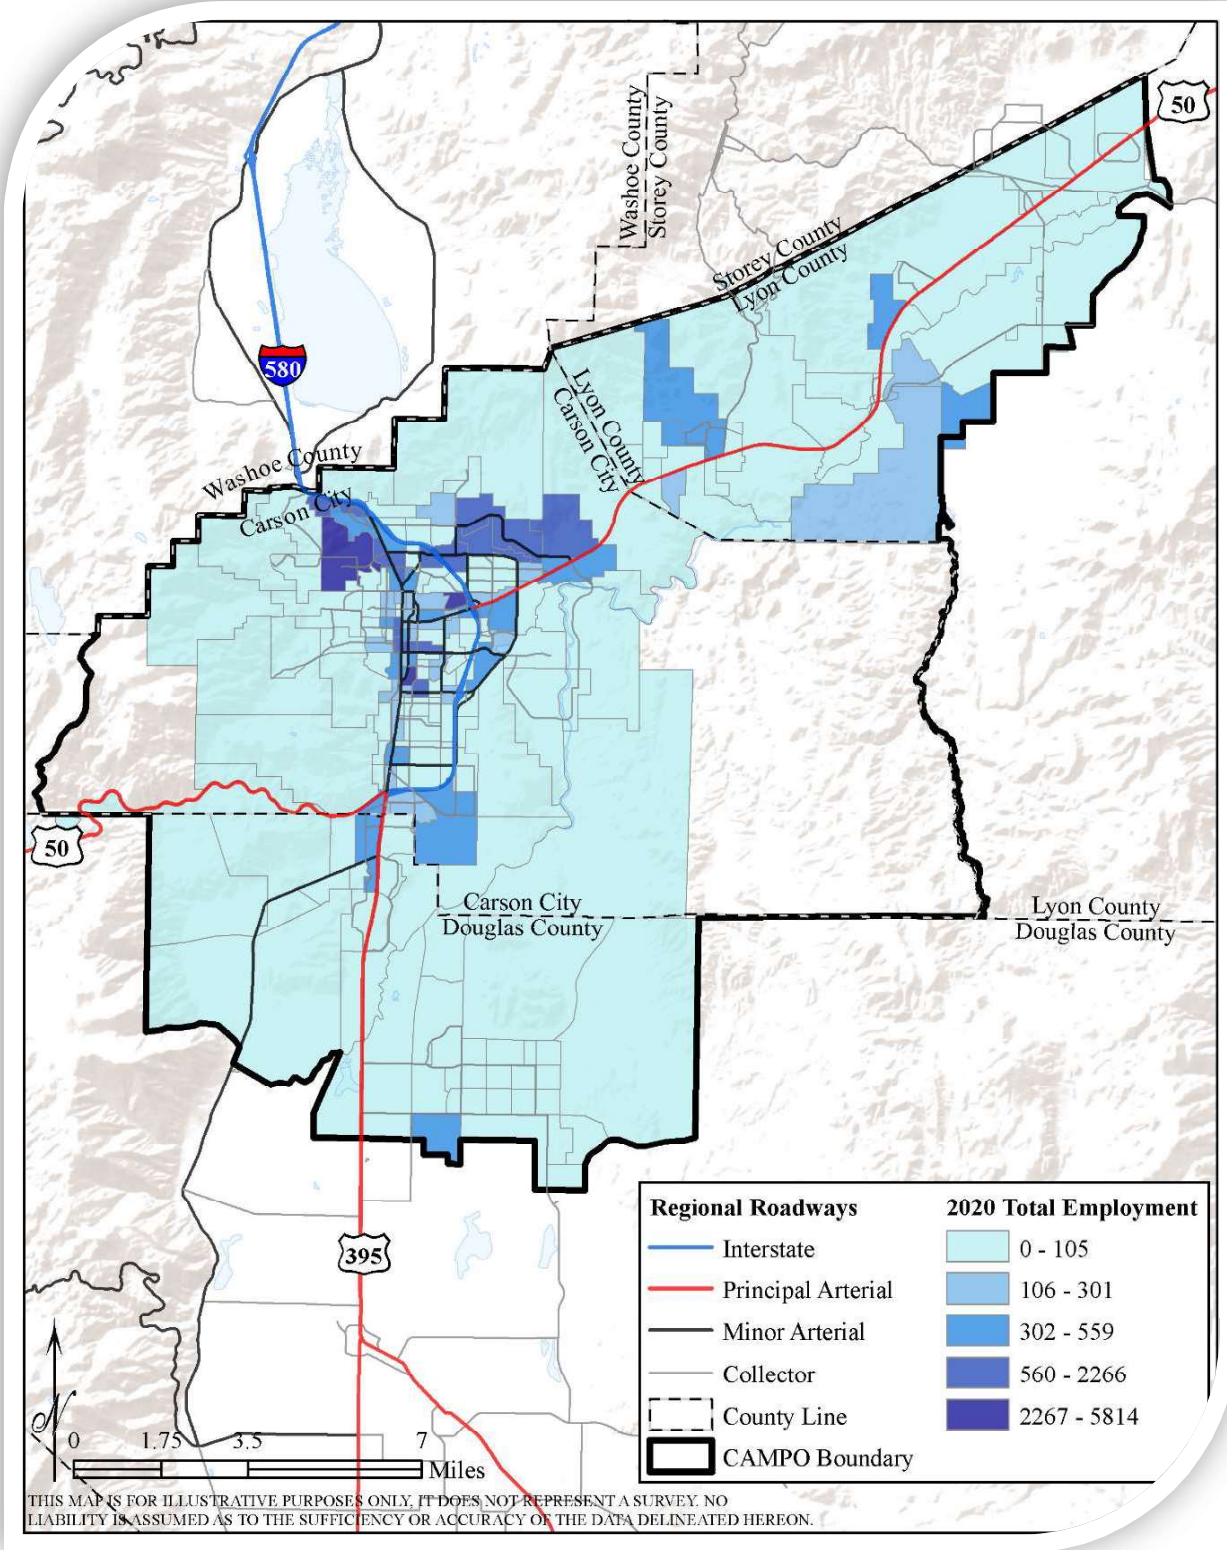 50
Washoe County
Storey County
Storey County
Lyon County
580
Lyon County
Carson City
Washoe County
Carson City
50
Carson City
Douglas County
Lyon County
Douglas County
395
Regional Roadways
Interstate
Principal Arterial
Minor Arterial
Collector
County Line
CAMPO Boundary
2020 Total Employment
0 - 105
106 - 301
302 - 559
560 - 2266
2267 - 5814
N
0 1.75 3.5 7
Miles
THIS MAP IS FOR ILLUSTRATIVE PURPOSES ONLY, IT DOES NOT REPRESENT A SURVEY. NO
LIABILITY IS ASSUMED AS TO THE SUFFICIENCY OR ACCURACY OF THE DATA DELINEATED HEREON.